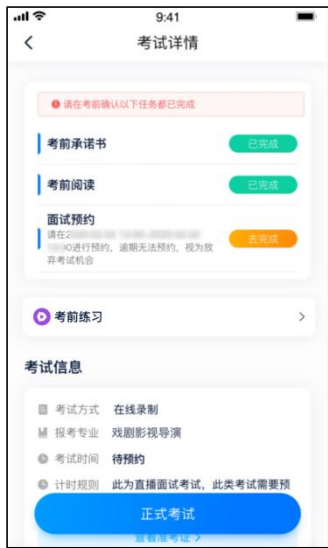 9:41
考试详情
请在考前确认以下任务都已完成
考前承诺书
已完成
考前阅读
已完成
面试预约
去完成
请在2
0进行预约，逾期无法预约，视为放
弃考试机会
考前练习
考试信息
考试方式 在线录制
报考专业 戏剧影视导演
考试时间 待预约
计时规则 此为直播面试考试，此类考试需要预
正式考试
查看准考证